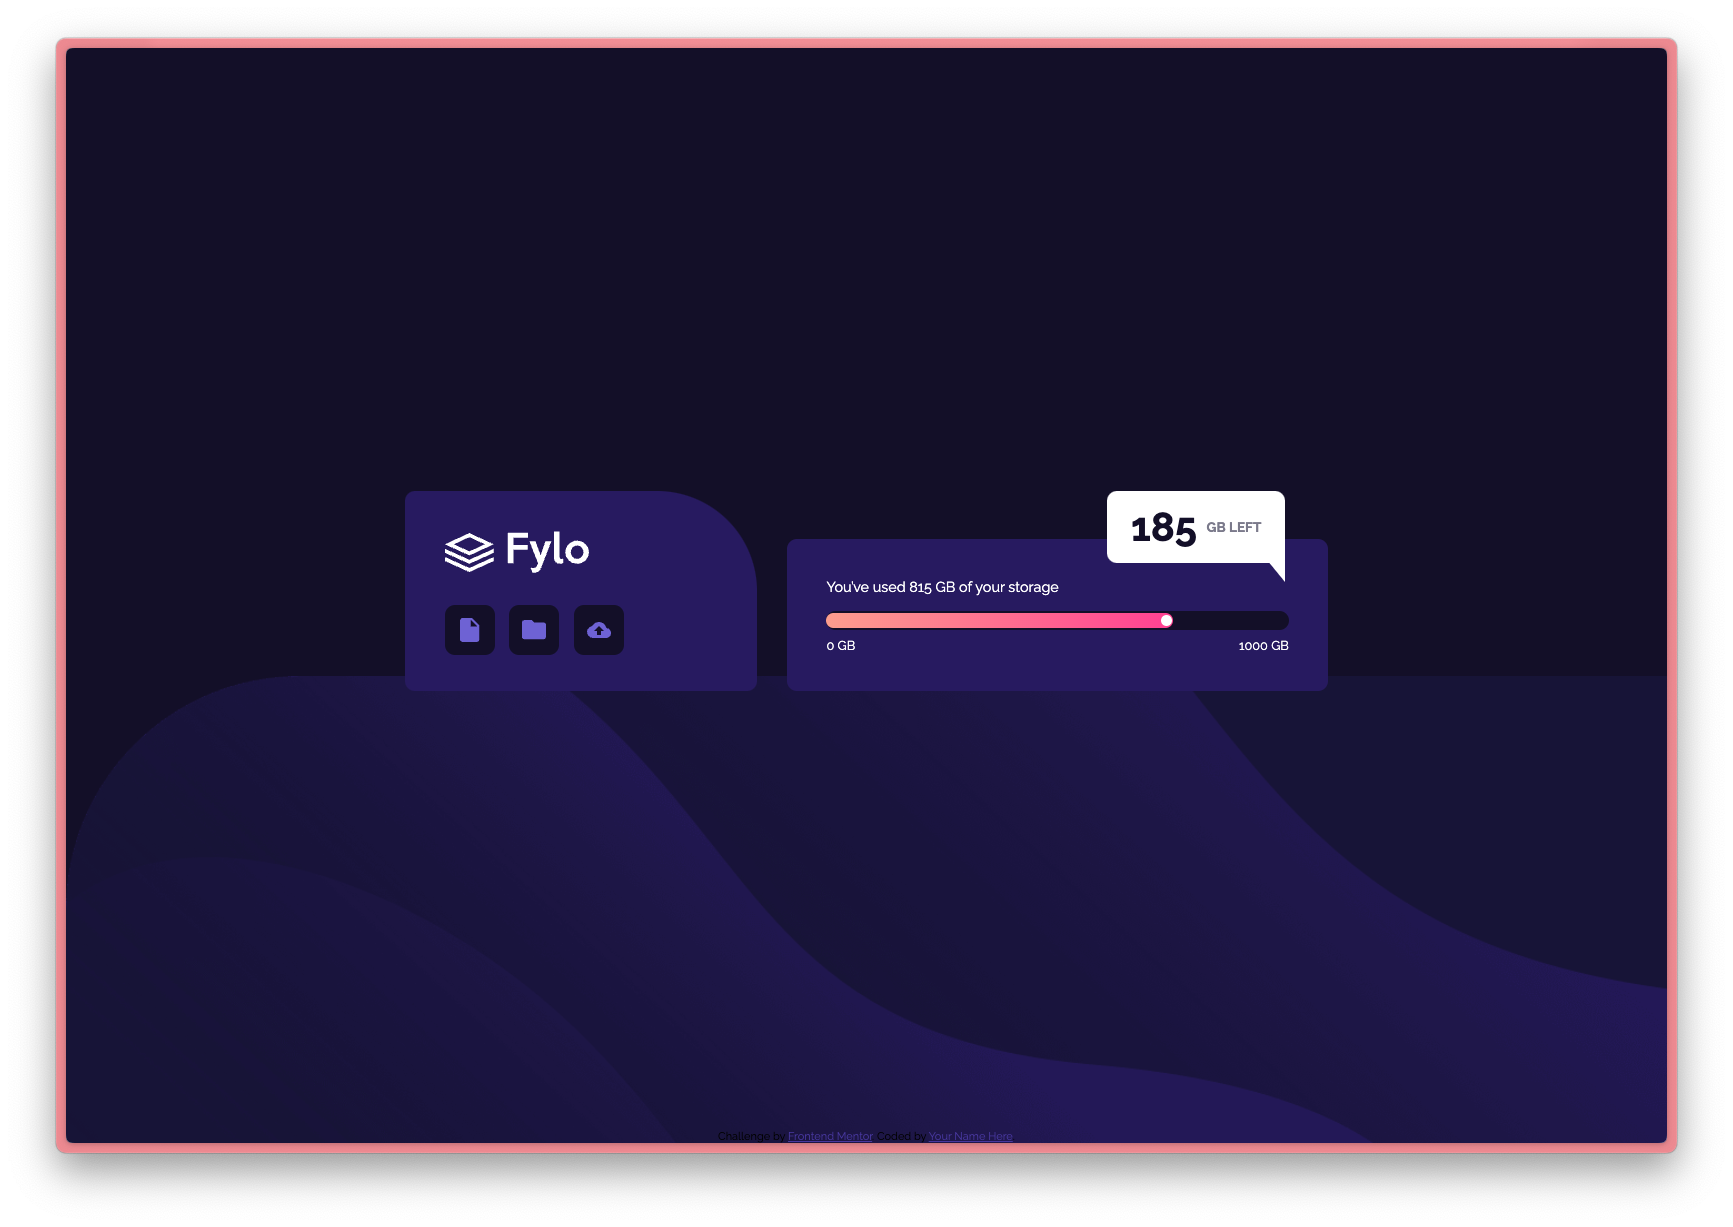 Fylo
185 GB LEFT
You've used 815 GB of your storage
0 GB 1000 GB
Challenge by Frontend Mentor. Coded by Your Name Here.